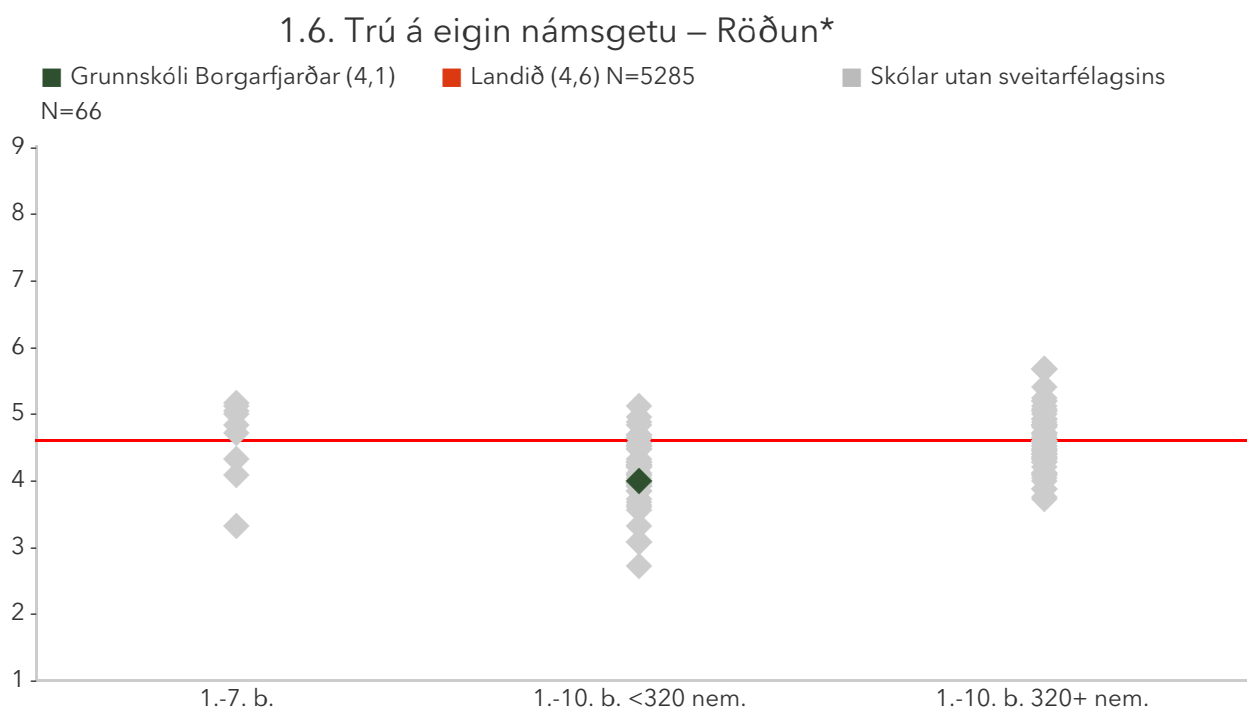 1.6. Trú á eigin námsgetu – Röðun*
Grunnskóli Borgarfjarðar (4,1)
N=66
Landið (4,6) N=5285
Skólar utan sveitarfélagsins
9
8
7
6
5
4
3
2
1
1.-7. b.
1.-10. b. <320 nem.
1.-10. b. 320+ nem.